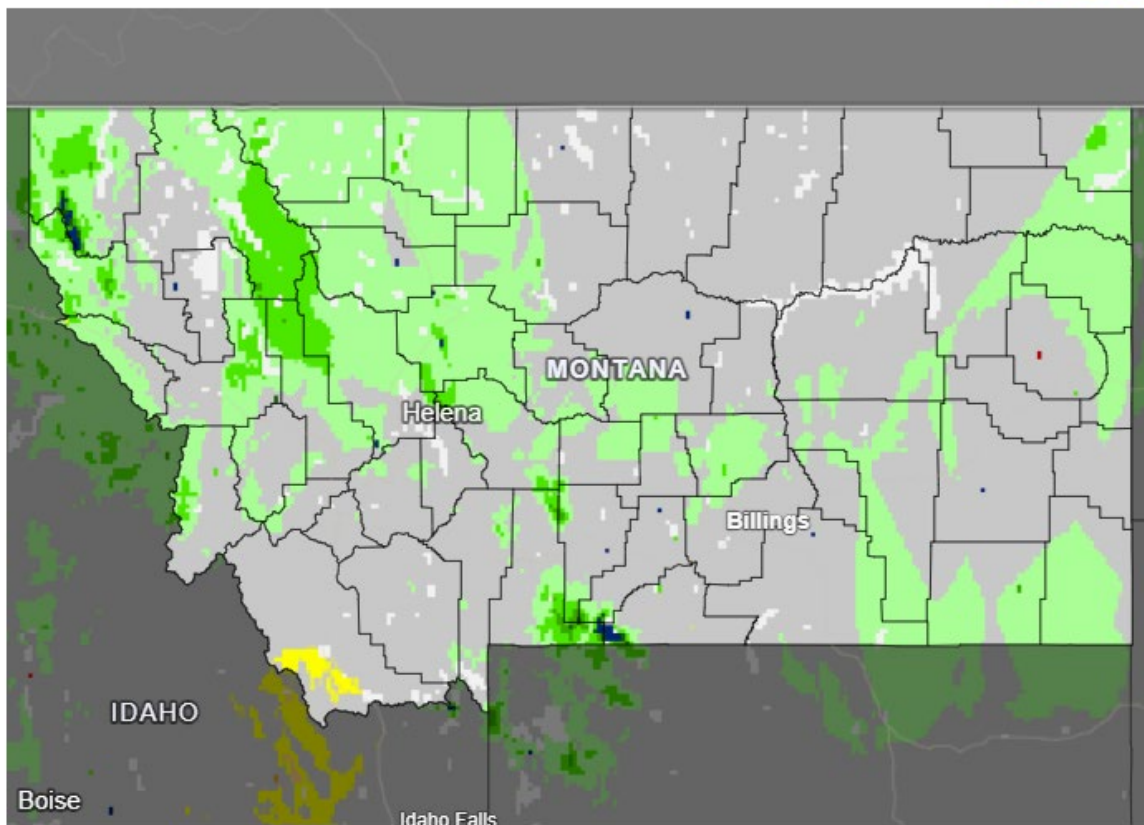 MONTANA
Helena
Billings
IDAHO
Boise
Idaho Falls